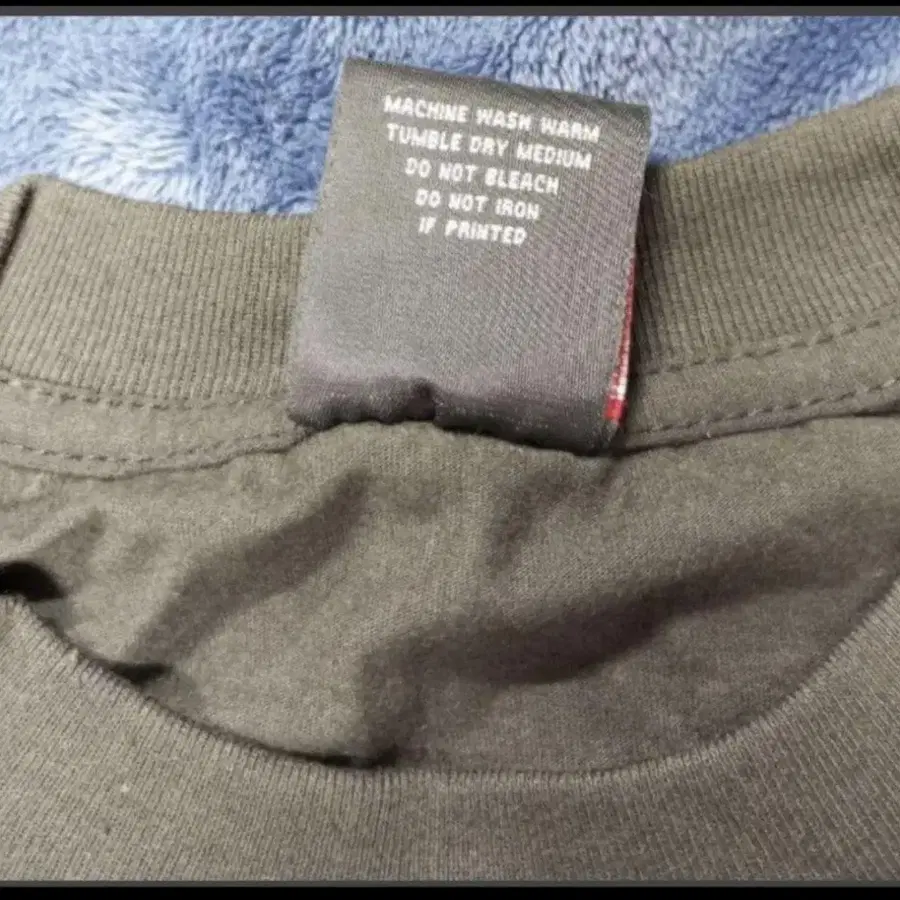 MACHINE WASH WARM
TUMBLE DRY MEDIUM
DO NOT BLEACH
DO NOT IRON
IF PRINTED